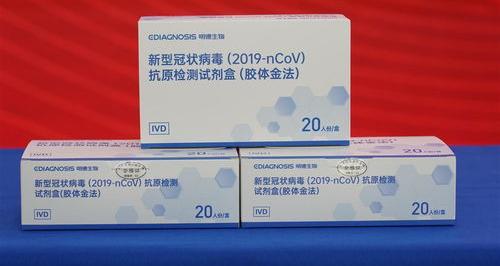 EDIAGNOSIS 明德生物
新型冠状病毒（2019-nCoV）
抗原检测试剂盒（胶体金法）
IVD
20人份/盒
EDIAGNOSIS 明德生物
新型冠状病毒（2019-nCoV）抗原检测
试剂盒(胶体金法)
IVD
20人份/盒
EDIAGNOSIS 明德生物
新型冠状病毒（2019-nCoV）抗原检测
试剂盒(胶体金法)
IVD
20人份/盒